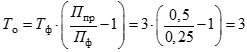 Tо = Tф · (Ппр/Пф − 1) = 3 · (0,5/0,25 − 1) = 3